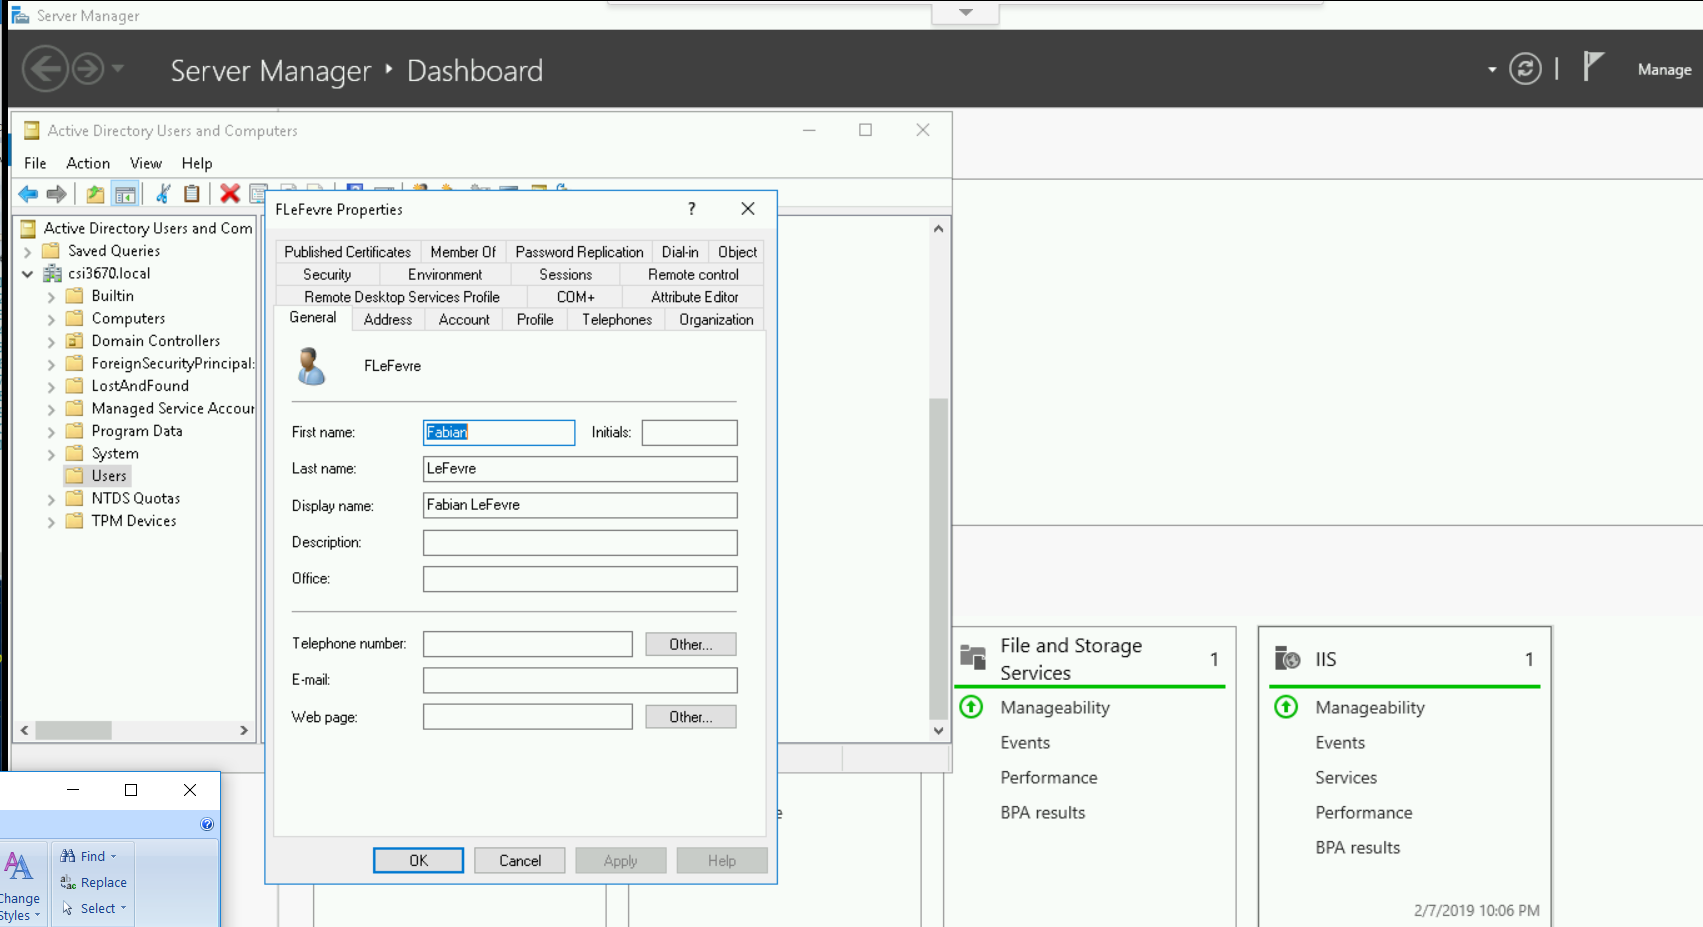 Server Manager
Server Manager ‣ Dashboard
Manage
Active Directory Users and Computers
File Action View Help
Active Directory Users and Com
Saved Queries
csi3670.local
Builtin
Computers
Domain Controllers
ForeignSecurityPrincipal:
LostAndFound
Managed Service Accour
Program Data
System
Users
NTDS Quotas
TPM Devices
FLeFevre Properties
?
Published Certificates Member Of Password Replication Dial-in Object
Security Environment Sessions Remote control
Remote Desktop Services Profile COM+ Attribute Editor
General Address Account Profile Telephones Organization
FLeFevre
First name: Fabian Initials:
Last name: LeFevre
Display name: Fabian LeFevre
Description:
Office:
Telephone number: Other...
E-mail:
Web page: Other...
OK Cancel Apply Help
File and Storage
Services 1
Manageability
Events
Performance
BPA results
IIS 1
Manageability
Events
Services
Performance
BPA results
2/7/2019 10:06 PM
Find
Replace
Select
Change
Styles